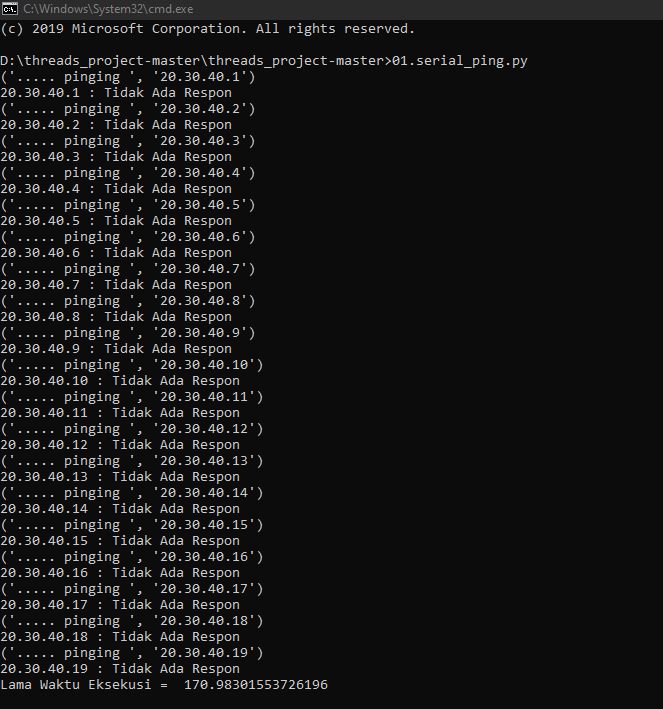 C:\Windows\System32\cmd.exe
(c) 2019 Microsoft Corporation. All rights reserved.
D:\threads_project-master\threads_project-master>01.serial_ping.py
('..... pinging ', '20.30.40.1')
20.30.40.1 : Tidak Ada Respon
('..... pinging ', '20.30.40.2')
20.30.40.2 : Tidak Ada Respon
('..... pinging ', '20.30.40.3')
20.30.40.3 : Tidak Ada Respon
('..... pinging ', '20.30.40.4')
20.30.40.4 : Tidak Ada Respon
('..... pinging ', '20.30.40.5')
20.30.40.5 : Tidak Ada Respon
('..... pinging ', '20.30.40.6')
20.30.40.6 : Tidak Ada Respon
('..... pinging ', '20.30.40.7')
20.30.40.7 : Tidak Ada Respon
('..... pinging ', '20.30.40.8')
20.30.40.8 : Tidak Ada Respon
('..... pinging ', '20.30.40.9')
20.30.40.9 : Tidak Ada Respon
('..... pinging ', '20.30.40.10')
20.30.40.10 : Tidak Ada Respon
('..... pinging ', '20.30.40.11')
20.30.40.11 : Tidak Ada Respon
('..... pinging ', '20.30.40.12')
20.30.40.12 : Tidak Ada Respon
('..... pinging ', '20.30.40.13')
20.30.40.13 : Tidak Ada Respon
('..... pinging ', '20.30.40.14')
20.30.40.14 : Tidak Ada Respon
('..... pinging ', '20.30.40.15')
20.30.40.15 : Tidak Ada Respon
('..... pinging ', '20.30.40.16')
20.30.40.16 : Tidak Ada Respon
('..... pinging ', '20.30.40.17')
20.30.40.17 : Tidak Ada Respon
('..... pinging ', '20.30.40.18')
20.30.40.18 : Tidak Ada Respon
('..... pinging ', '20.30.40.19')
20.30.40.19 : Tidak Ada Respon
Lama Waktu Eksekusi =  170.98301553726196